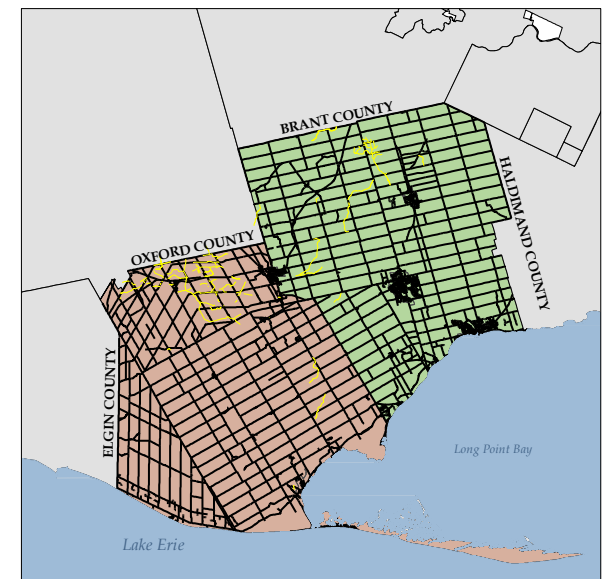 BRANT COUNTY
HALDIMAND COUNTY
OXFORD COUNTY
ELGIN COUNTY
Long Point Bay
Lake Erie